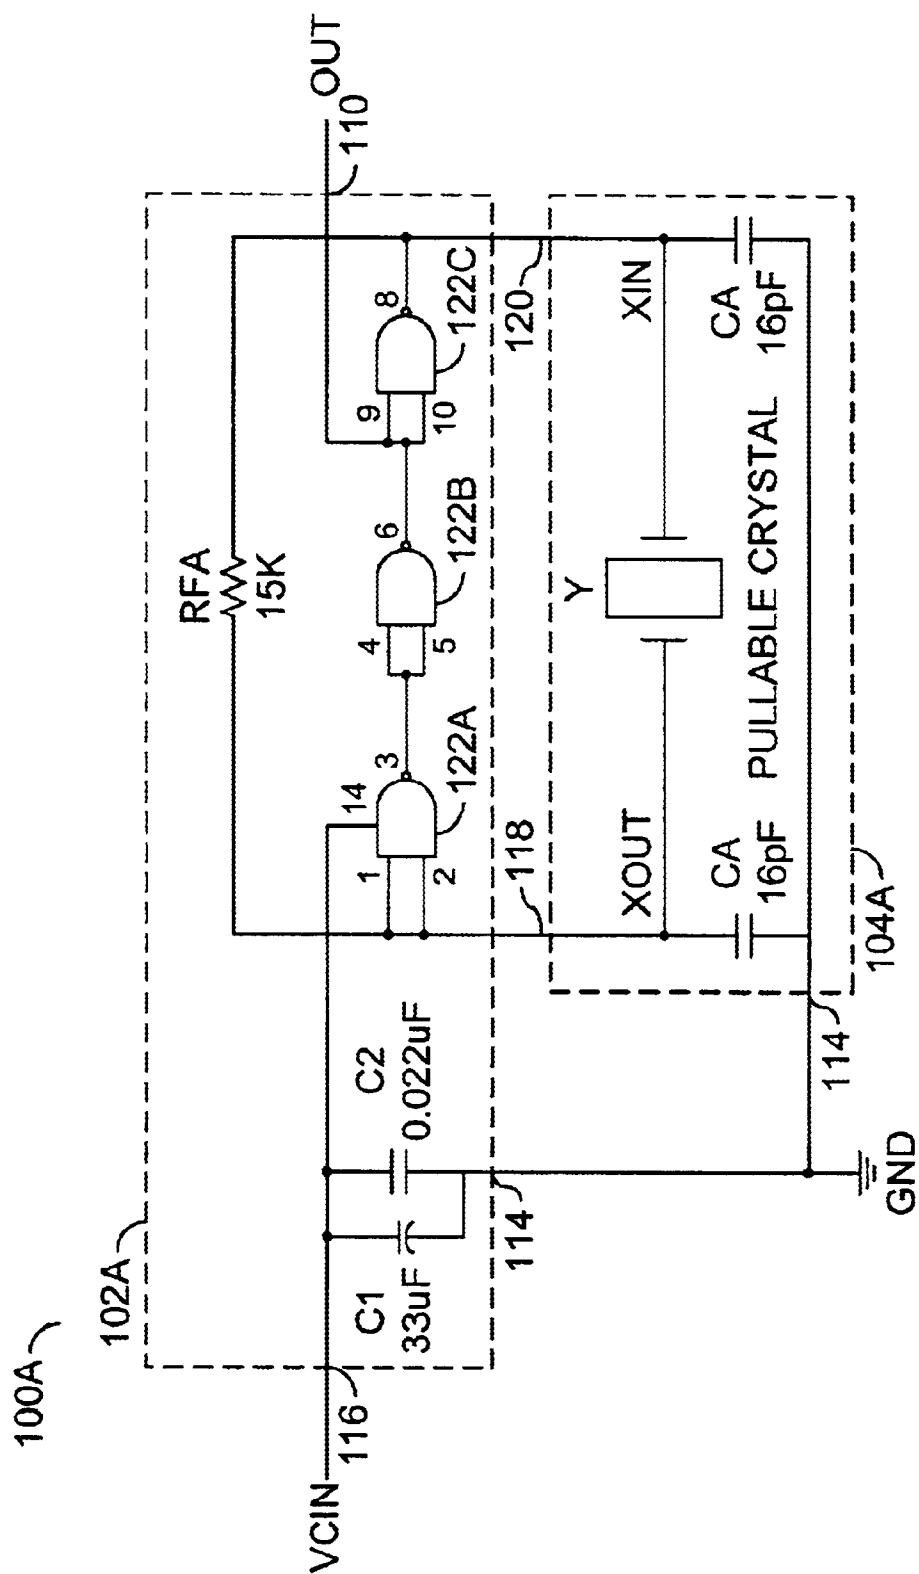 100A
102A
RFA
15K
OUT
110
VCIN
116
C1
33uF
C2
0.022uF
14
1
2
3
122A
4
5
6
122B
9
10
8
122C
114
118
120
XOUT
Y
XIN
CA
16pF
PULLABLE CRYSTAL
CA
16pF
104A
114
GND